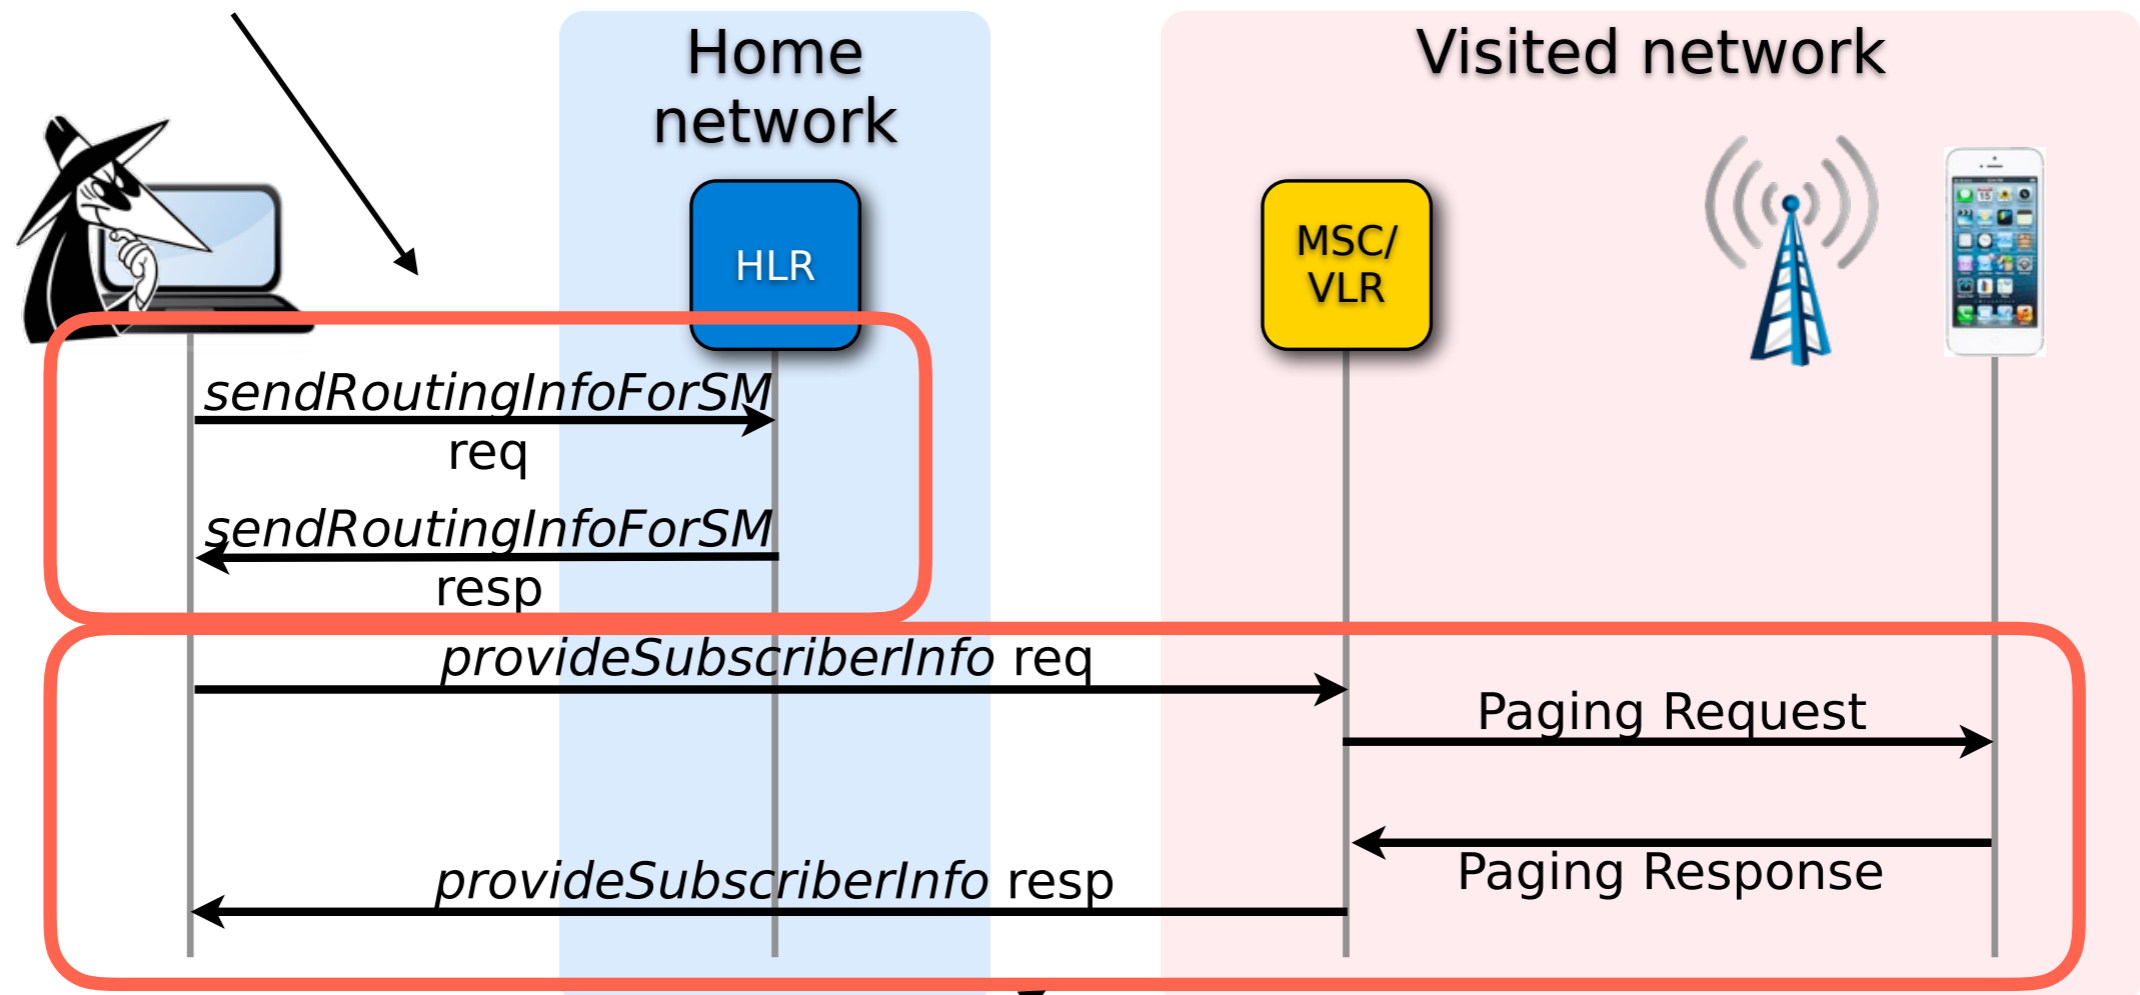 Home
network
Visited network
HLR
MSC/
VLR
sendRoutingInfoForSM
req
sendRoutingInfoForSM
resp
provideSubscriberInfo req
Paging Request
Paging Response
provideSubscriberInfo resp